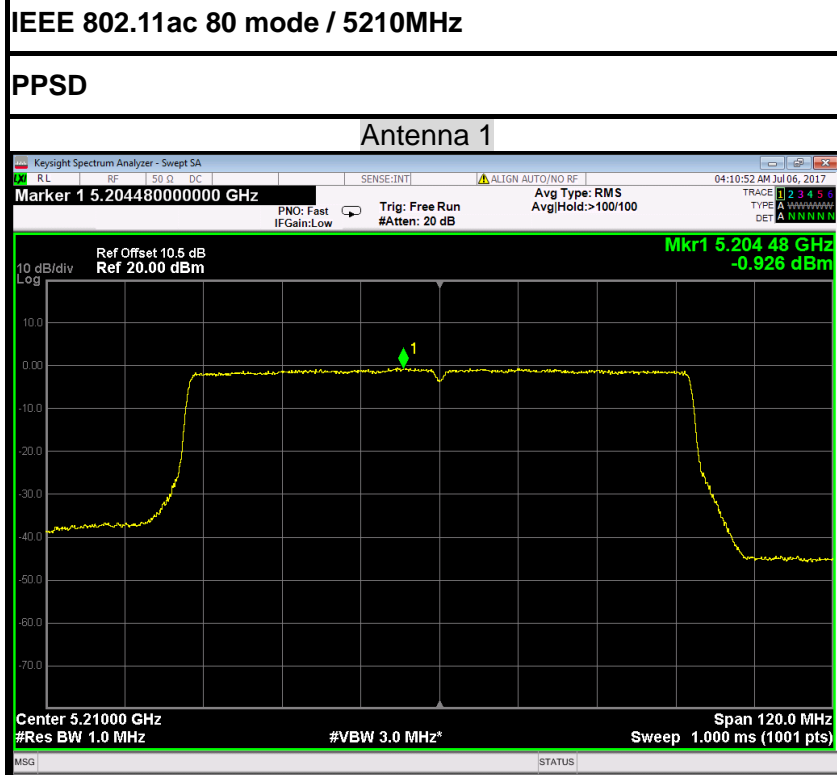 IEEE 802.11ac 80 mode / 5210MHz
PPSD
Antenna 1
Keysight Spectrum Analyzer - Swept SA
LXI RL RF 50 Ω DC SENSE:INT ALIGN AUTO/NO RF 04:10:52 AM Jul 06, 2017
Marker 1 5.204480000000 GHz
PNO: Fast
IFGain:Low
Trig: Free Run
#Atten: 20 dB
Avg Type: RMS
Avg|Hold:>100/100
TRACE 1 2 3 4 5 6
TYPE A WWWWW
DET A N N N N N
Ref Offset 10.5 dB
10 dB/div Ref 20.00 dBm
Log
Mkr1 5.204 48 GHz
-0.926 dBm
1
10.0
0.00
-10.0
-20.0
-30.0
-40.0
-50.0
-60.0
-70.0
Center 5.21000 GHz Span 120.0 MHz
#Res BW 1.0 MHz #VBW 3.0 MHz* Sweep 1.000 ms (1001 pts)
MSG STATUS